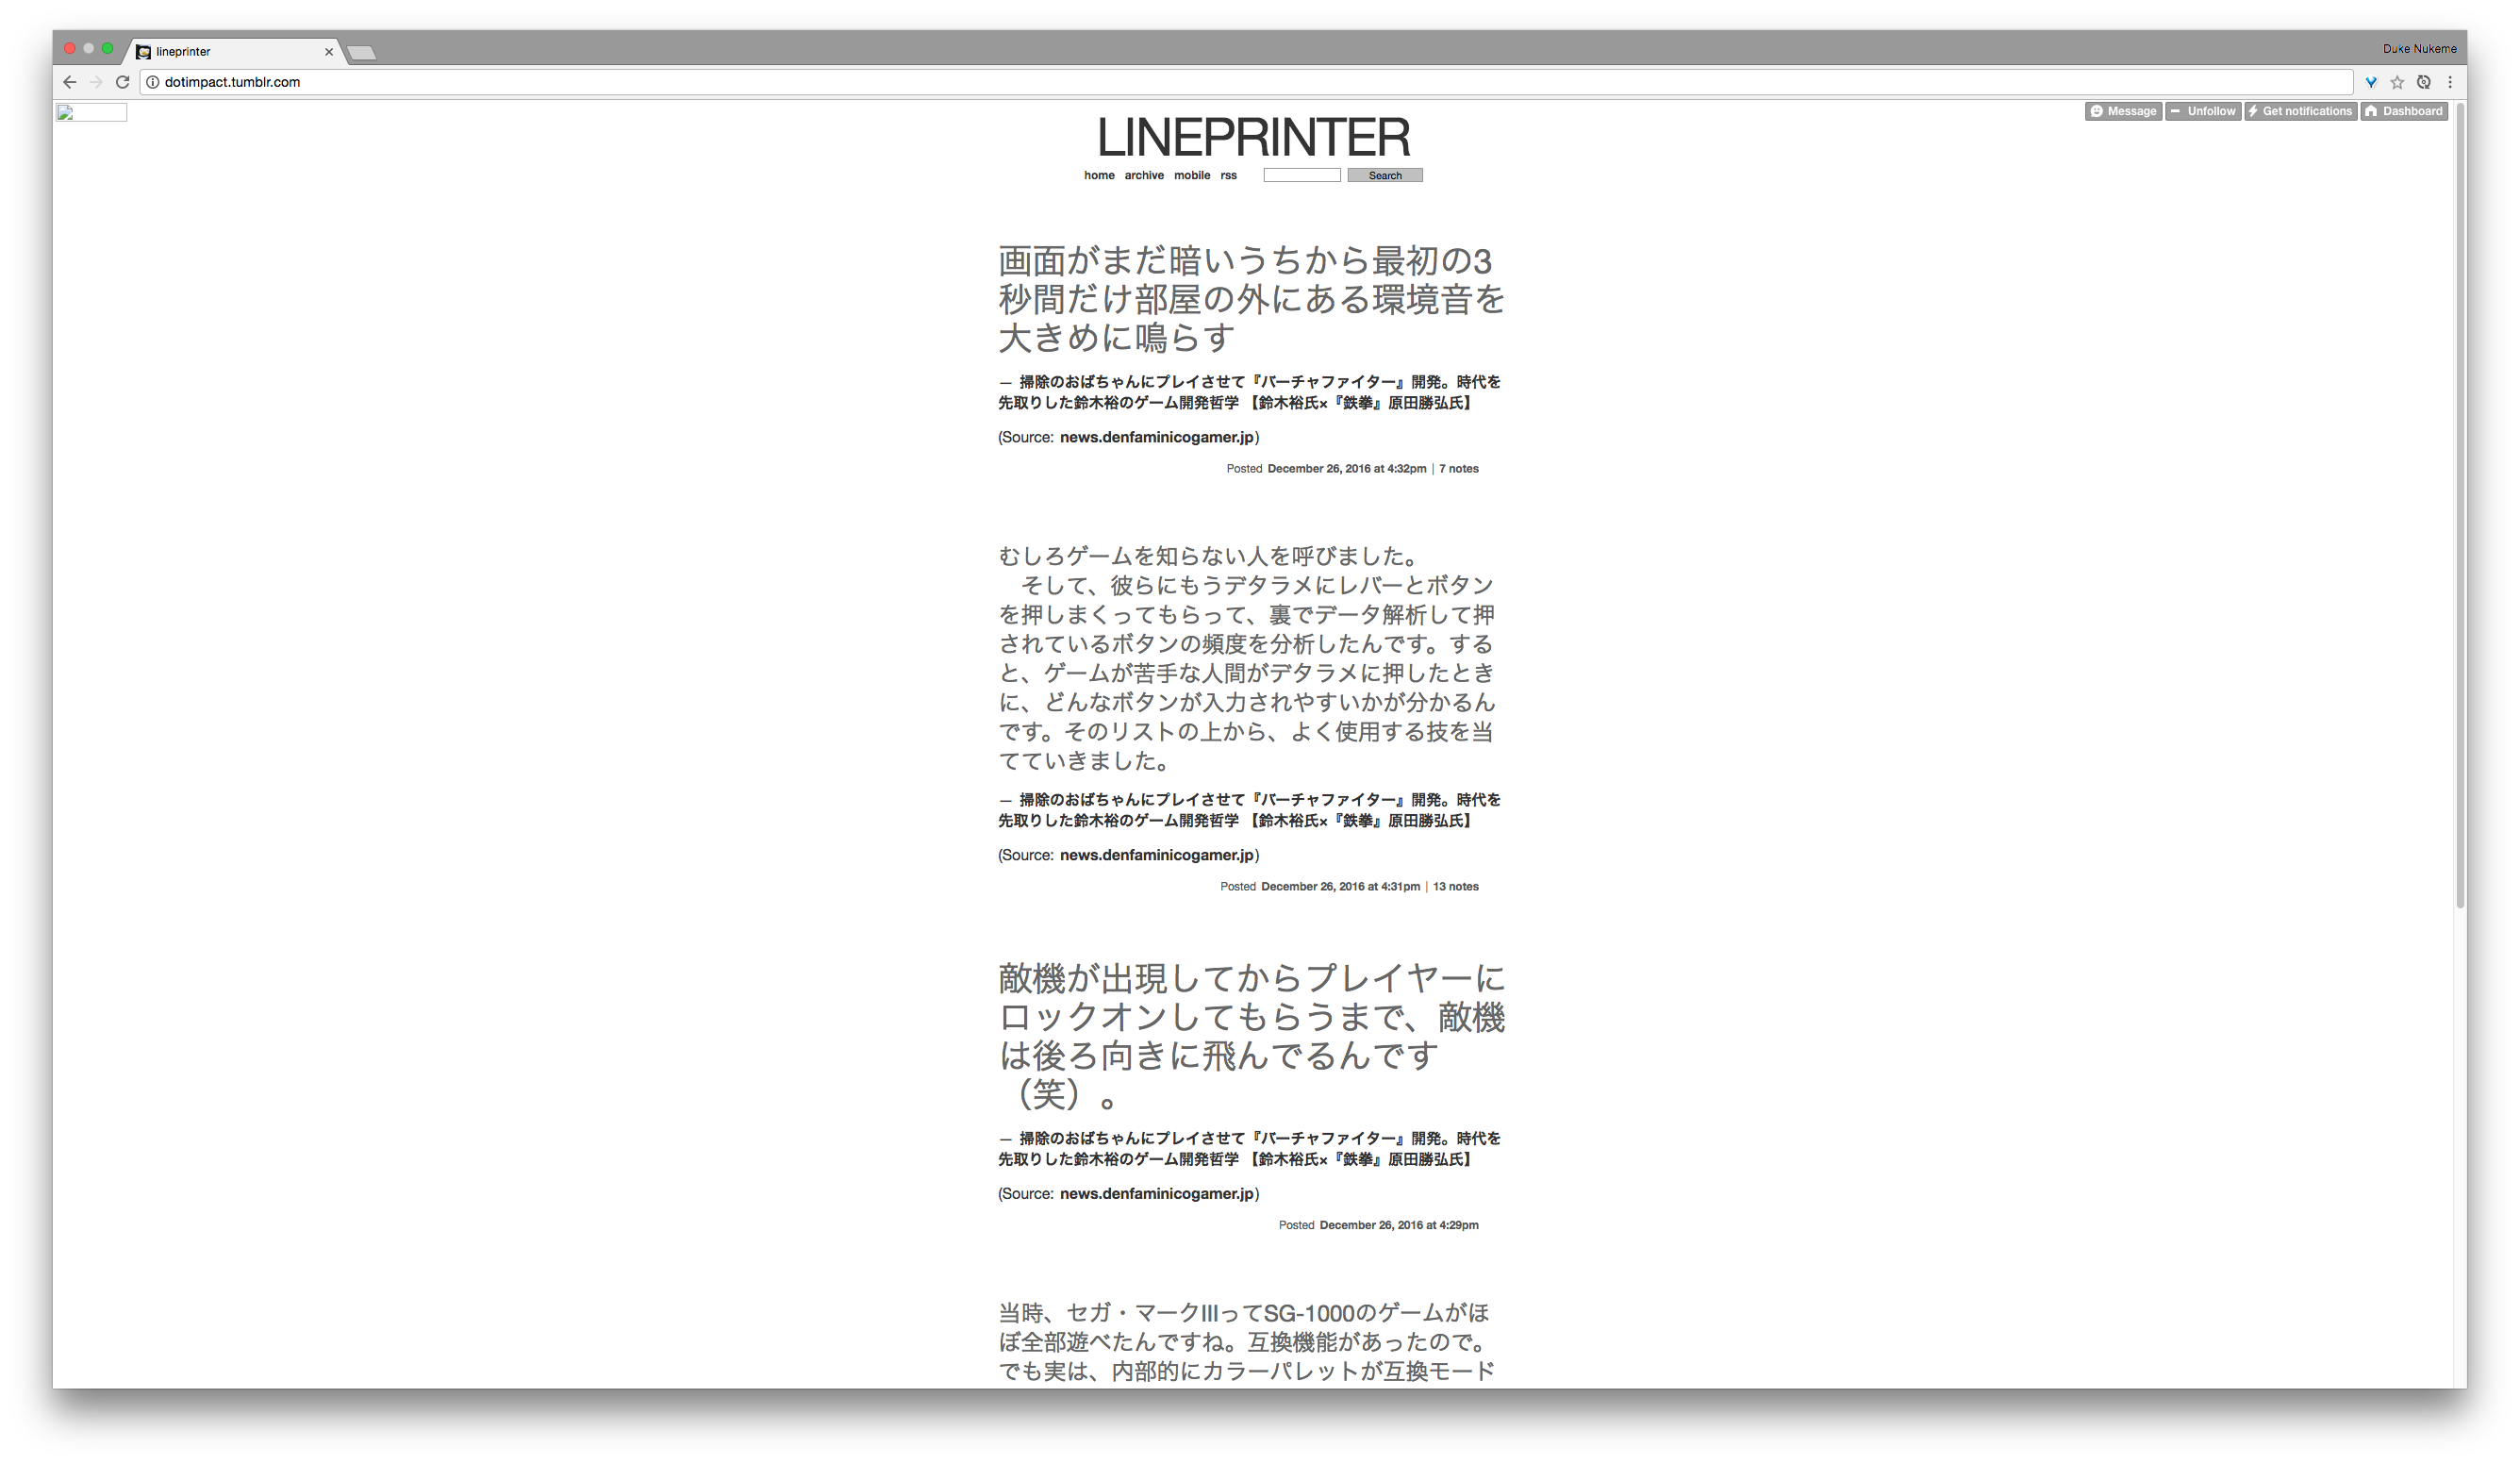 lineprinter
Duke Nukeme
dotimpact.tumblr.com
Message Unfollow Get notifications Dashboard
LINEPRINTER
home archive mobile rss Search
画面がまだ暗いうちから最初の3
秒間だけ部屋の外にある環境音を
大きめに鳴らす
— 掃除のおばちゃんにプレイさせて『バーチャファイター』開発。時代を
先取りした鈴木裕のゲーム開発哲学 【鈴木裕氏×『鉄拳』原田勝弘氏】
(Source: news.denfaminicogamer.jp)
Posted December 26, 2016 at 4:32pm | 7 notes
むしろゲームを知らない人を呼びました。
　そして、彼らにもうデタラメにレバーとボタン
を押しまくってもらって、裏でデータ解析して押
されているボタンの頻度を分析したんです。する
と、ゲームが苦手な人間がデタラメに押したとき
に、どんなボタンが入力されやすいかが分かるん
です。そのリストの上から、よく使用する技を当
てていきました。
— 掃除のおばちゃんにプレイさせて『バーチャファイター』開発。時代を
先取りした鈴木裕のゲーム開発哲学 【鈴木裕氏×『鉄拳』原田勝弘氏】
(Source: news.denfaminicogamer.jp)
Posted December 26, 2016 at 4:31pm | 13 notes
敵機が出現してからプレイヤーに
ロックオンしてもらうまで、敵機
は後ろ向きに飛んでるんです
（笑）。
— 掃除のおばちゃんにプレイさせて『バーチャファイター』開発。時代を
先取りした鈴木裕のゲーム開発哲学 【鈴木裕氏×『鉄拳』原田勝弘氏】
(Source: news.denfaminicogamer.jp)
Posted December 26, 2016 at 4:29pm
当時、セガ・マークIIIってSG-1000のゲームがほ
ぼ全部遊べたんですね。互換機能があったので。
でも実は、内部的にカラーパレットが互換モード